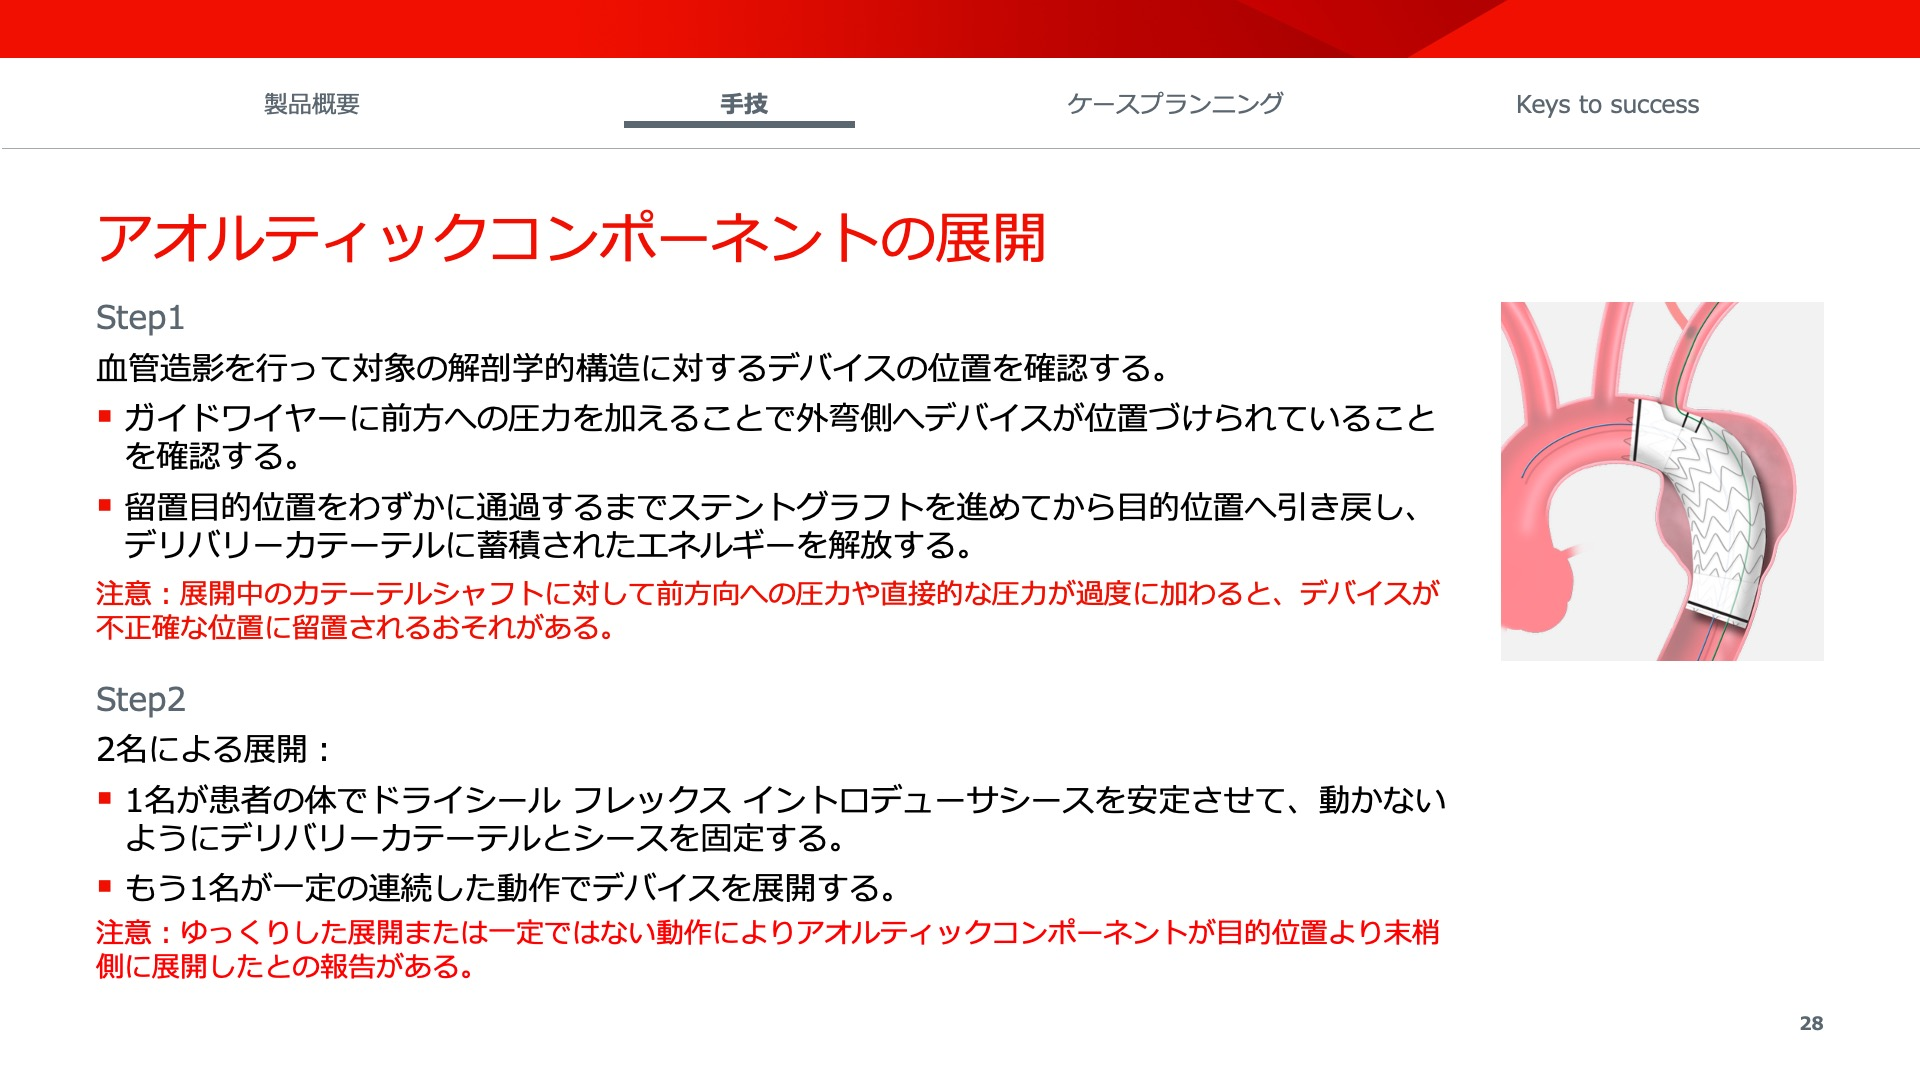 製品概要
手技
ケースプランニング
Keys to success
アオルティックコンポーネントの展開
Step1
血管造影を行って対象の解剖学的構造に対するデバイスの位置を確認する。
ガイドワイヤーに前方への圧力を加えることで外弯側へデバイスが位置づけられていること
を確認する。
留置目的位置をわずかに通過するまでステントグラフトを進めてから目的位置へ引き戻し、
デリバリーカテーテルに蓄積されたエネルギーを解放する。
注意：展開中のカテーテルシャフトに対して前方向への圧力や直接的な圧力が過度に加わると、デバイスが
不正確な位置に留置されるおそれがある。
Step2
2名による展開：
1名が患者の体でドライシール フレックス イントロデューサシースを安定させて、動かない
ようにデリバリーカテーテルとシースを固定する。
もう1名が一定の連続した動作でデバイスを展開する。
注意：ゆっくりした展開または一定ではない動作によりアオルティックコンポーネントが目的位置より末梢
側に展開したとの報告がある。
28